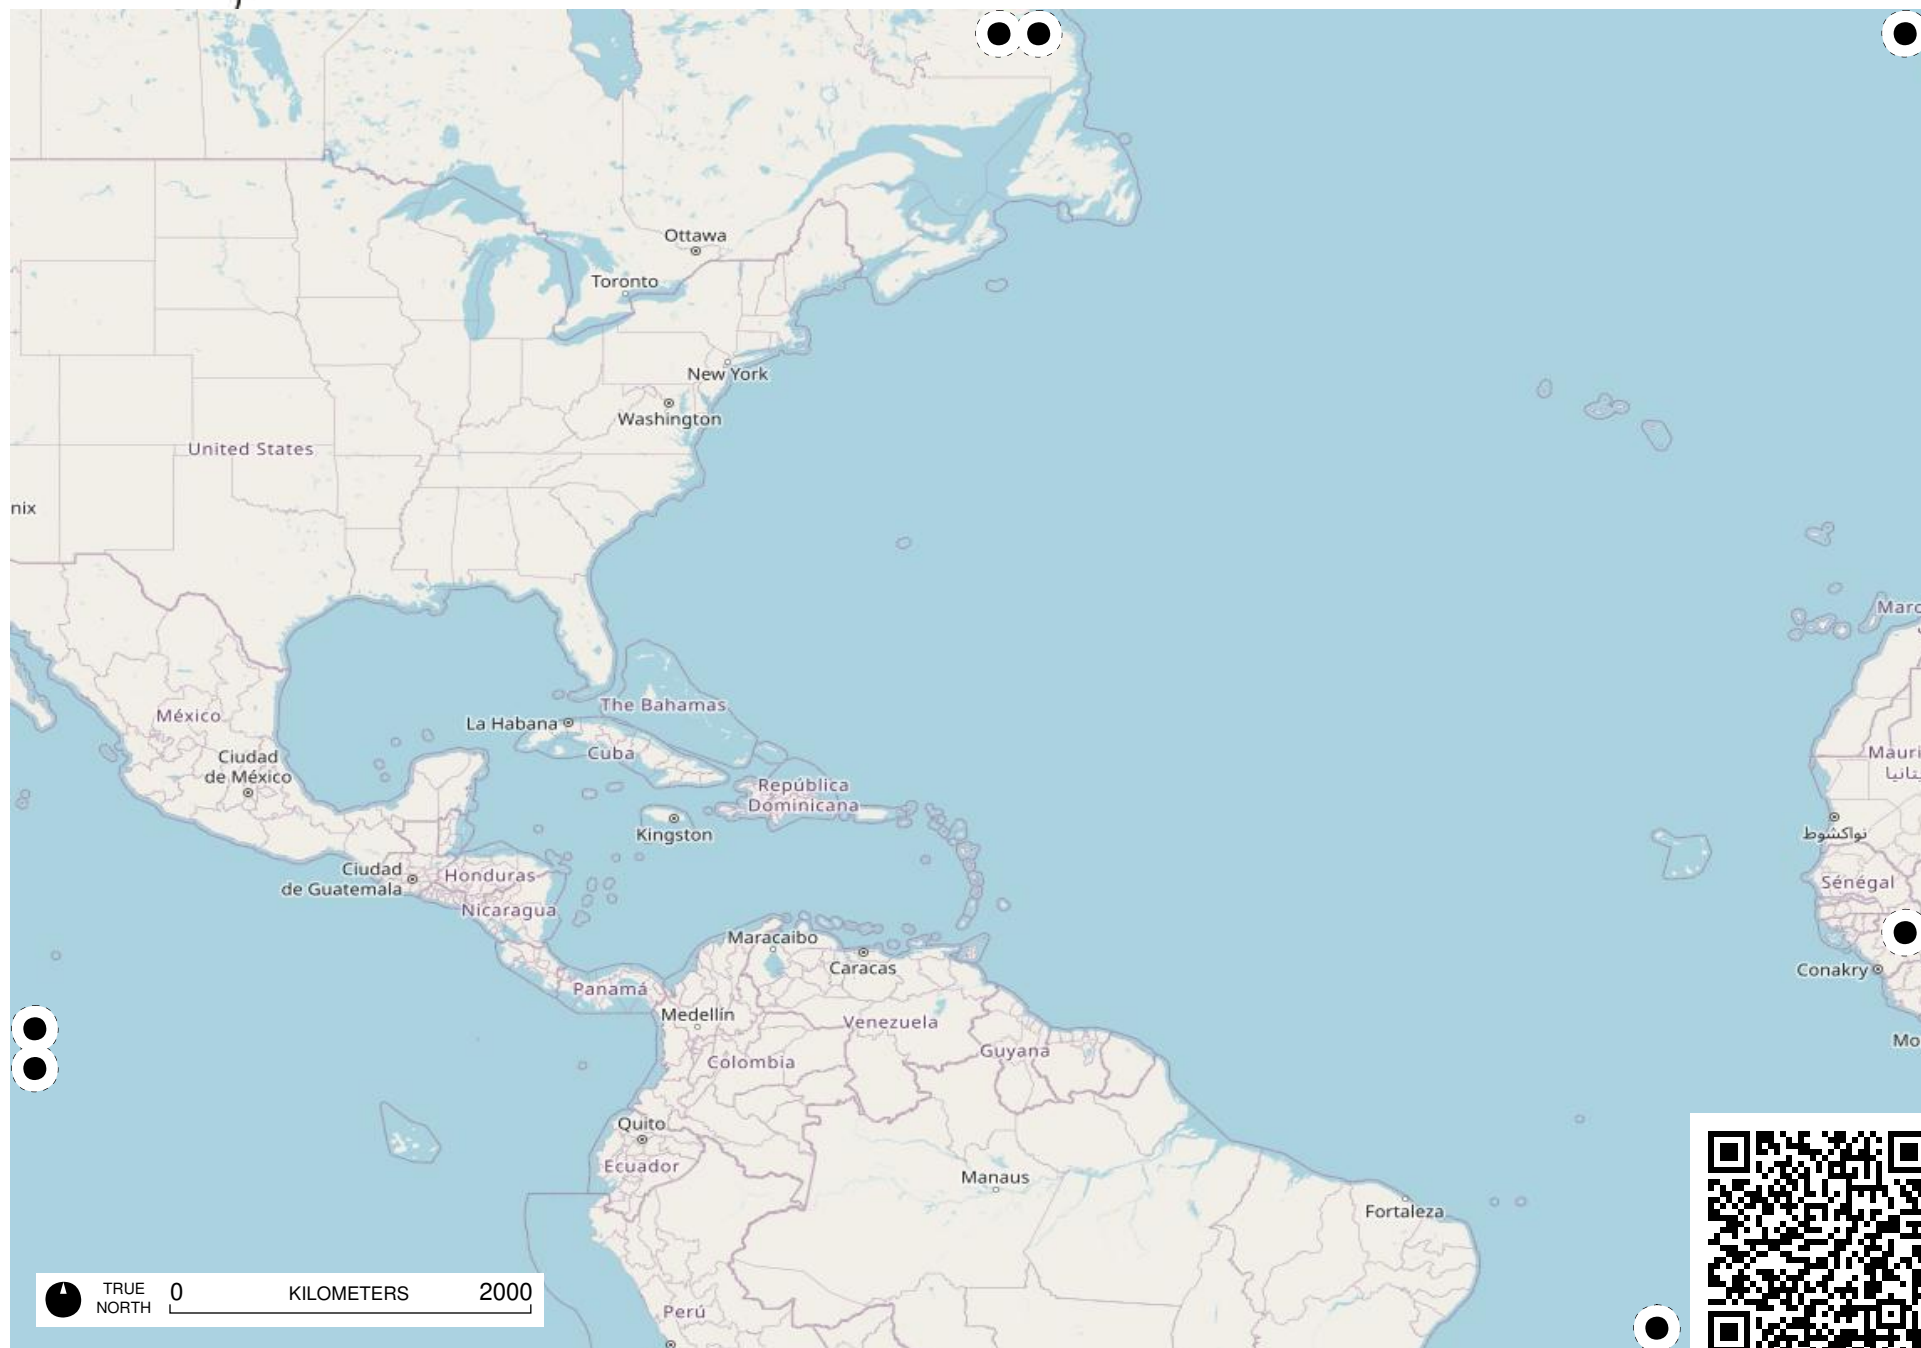 Ottawa
Toronto
New York
Washington
United States
nix
Marc
México
The Bahamas
La Habana
Cuba
Ciudad
de México
Mauri
República
Dominicana
Kingston
نواكشوط
Ciudad
de Guatemala
Honduras
Sénégal
Nicaragua
Maracaibo
Caracas
Conakry
Panamá
Medellín
Venezuela
Mo
Guyana
Colombia
Quito
Ecuador
Manaus
Fortaleza
Perú
TRUE
NORTH
0 KILOMETERS 2000